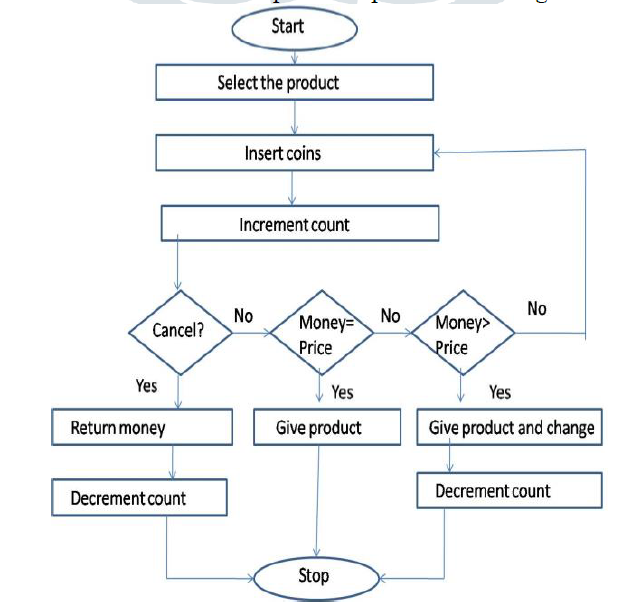 Start
Select the product
Insert coins
Increment count
Cancel?
No
Money=
Price
No
Money>
Price
No
Yes
Yes
Yes
Return money
Give product
Give product and change
Decrement count
Decrement count
Stop